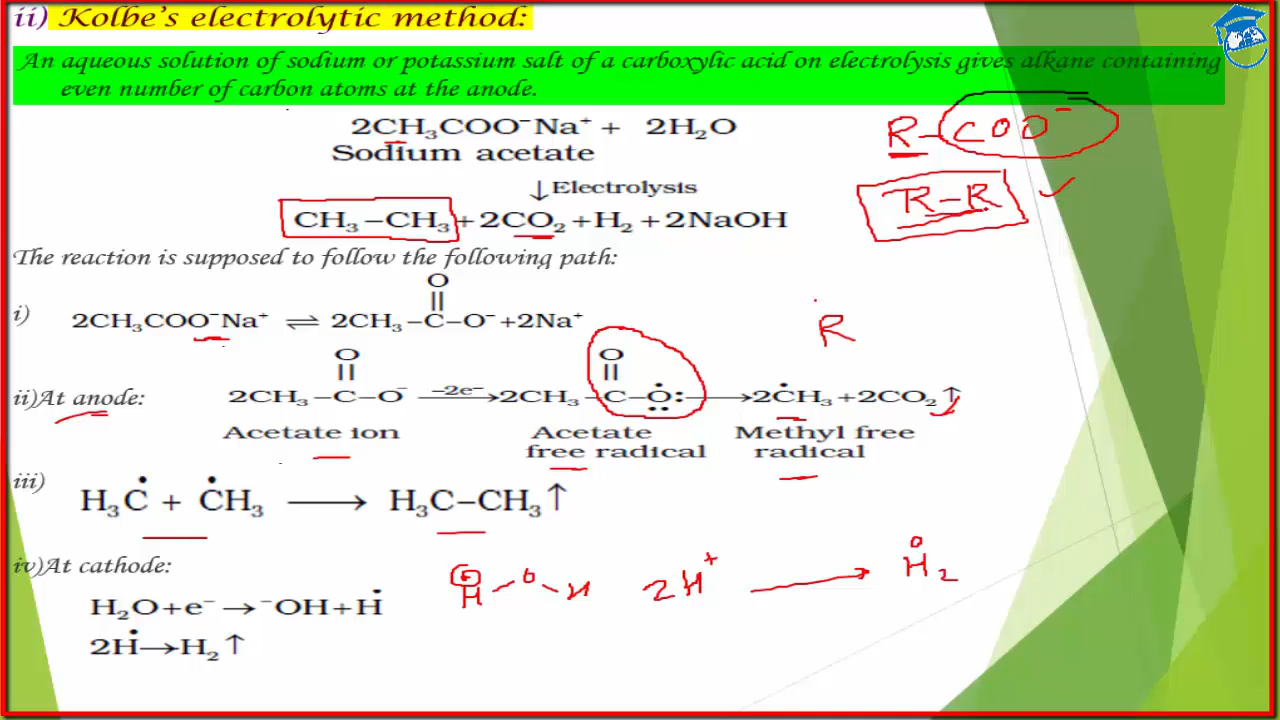 ii) Kolbe's electrolytic method:
An aqueous solution of sodium or potassium salt of a carboxylic acid on electrolysis gives alkane containing
even number of carbon atoms at the anode.
2CH₃COO⁻Na⁺ + 2H₂O
R-COO⁻
Sodium acetate
↓Electrolysis
R-R
CH₃−CH₃+2CO₂+H₂+2NaOH
The reaction is supposed to follow the following path:
O
||
i) 2CH₃COO⁻Na⁺ ⇌ 2CH₃−C−O⁻+2Na⁺
R
O O
|| ||
ii)At anode: 2CH₃−C−O⁻ −2e⁻→ 2CH₃−C−Ȯ: → 2ĊH₃+2CO₂↑
Acetate ion Acetate free radical Methyl free radical
iii) H₃Ċ + ĊH₃ ⟶ H₃C−CH₃↑
iv)At cathode:
H-O-H 2H⁺ → H₂
H₂O+e⁻→⁻OH+Ḣ
2Ḣ→H₂↑